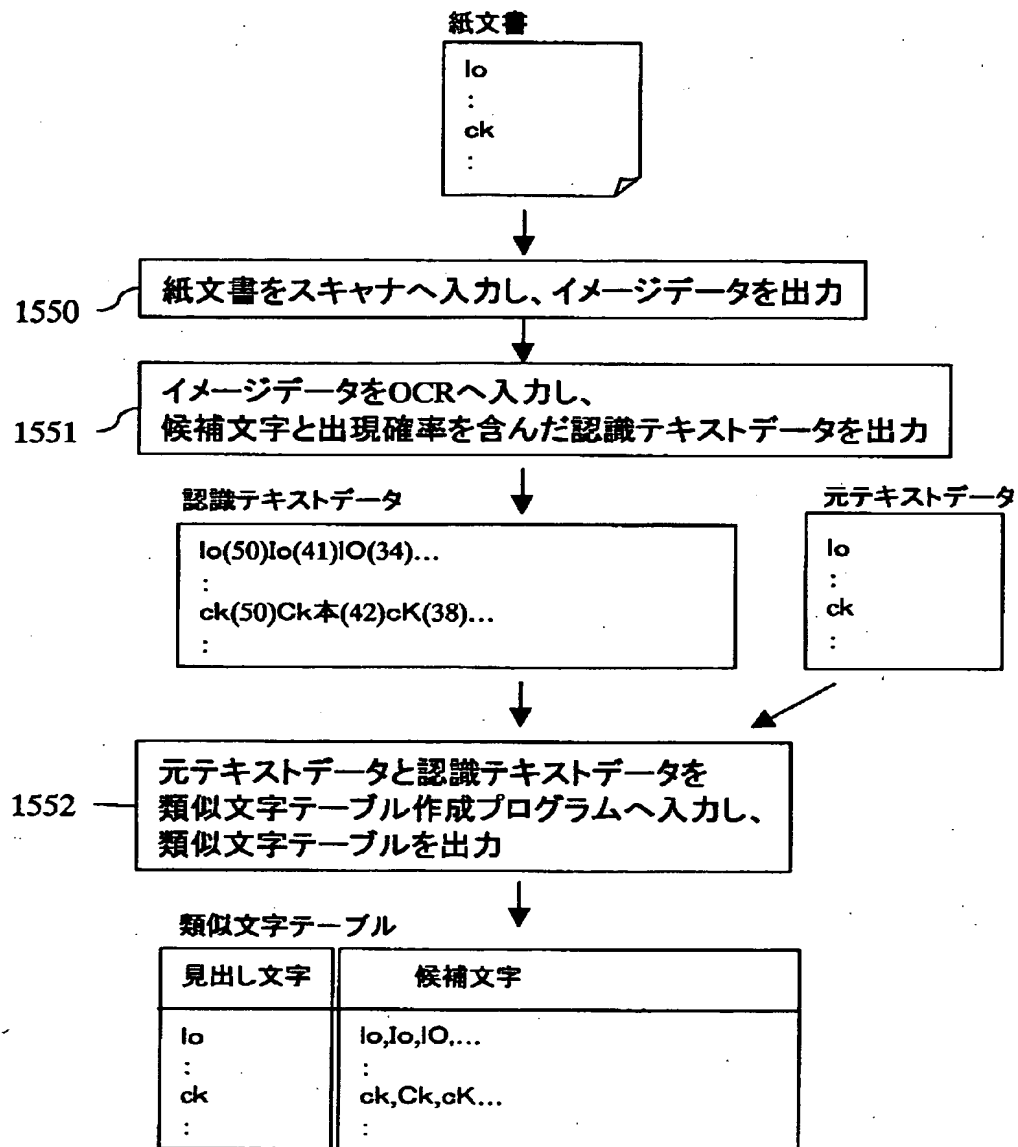 紙文書
lo
:
ck
:
1550
紙文書をスキャナへ入力し、イメージデータを出力
1551
イメージデータをOCRへ入力し、
候補文字と出現確率を含んだ認識テキストデータを出力
認識テキストデータ
lo(50)Io(41)lO(34)...
:
ck(50)Ck本(42)cK(38)...
:
元テキストデータ
lo
:
ck
:
1552
元テキストデータと認識テキストデータを
類似文字テーブル作成プログラムへ入力し、
類似文字テーブルを出力
類似文字テーブル
見出し文字 候補文字
lo lo,Io,lO,...
: :
ck ck,Ck,cK...
: :